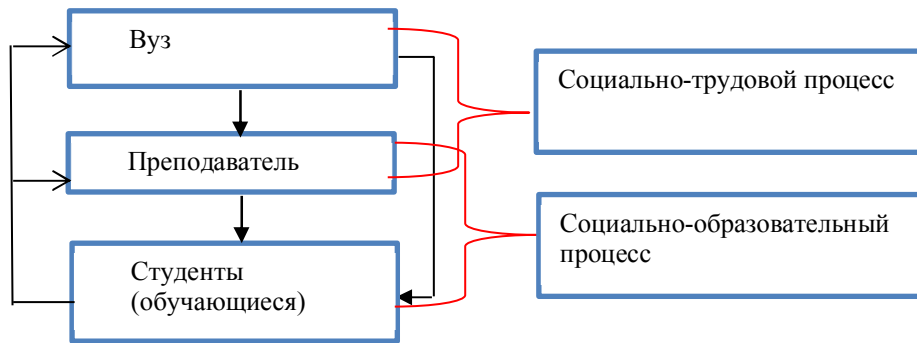 Вуз
Социально-трудовой процесс
Преподаватель
Социально-образовательный
процесс
Студенты
(обучающиеся)